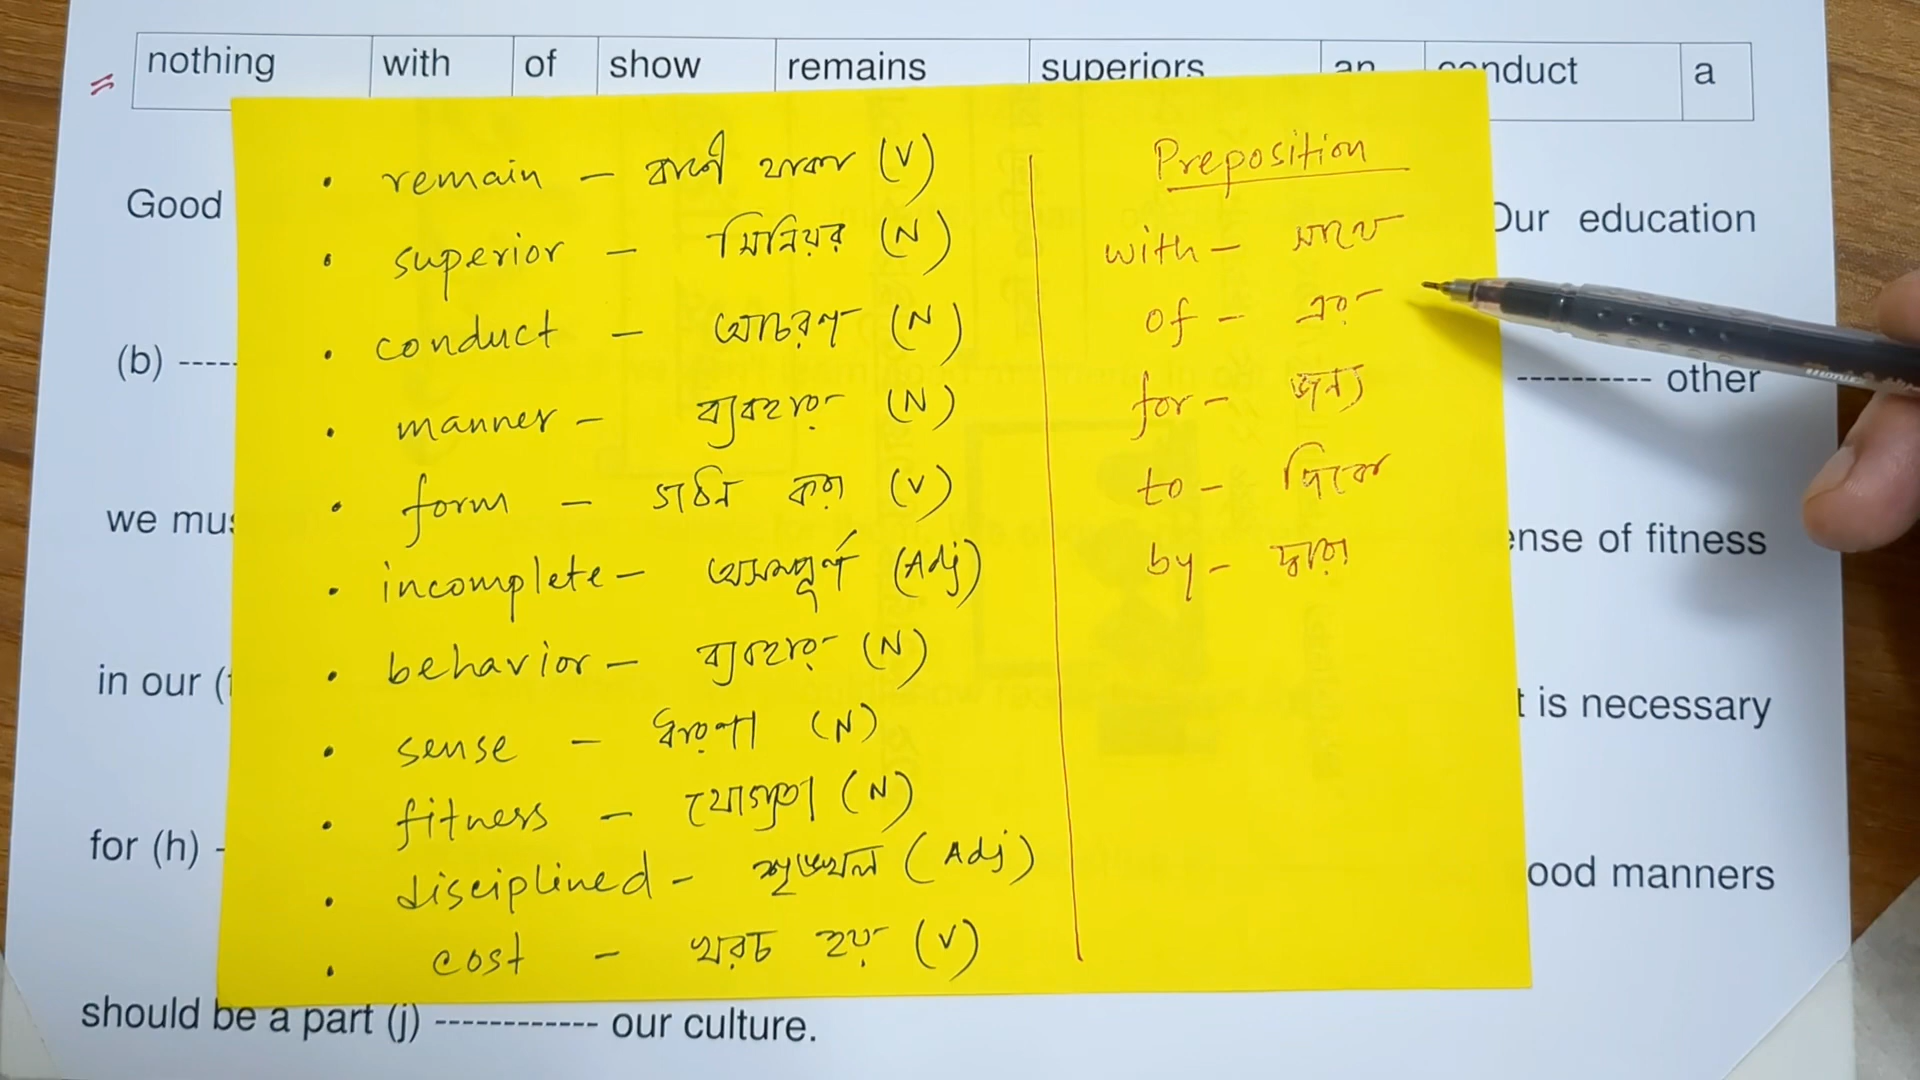 nothing with of show remains superiors an conduct a
Good
Our education
(b) -----
------------ other
we mus
ense of fitness
in our (
t is necessary
for (h) -
ood manners
should be a part (j) ------------ our culture.
• remain – বাকী থাকা (V)
• superior – সিনিয়র (N)
• conduct – আচরণ (N)
• manner – ব্যবহার (N)
• form – গঠন করা (V)
• incomplete – অসম্পূর্ণ (Adj)
• behavior – ব্যবহার (N)
• sense – ধারণা (N)
• fitness – যোগ্যতা (N)
• disciplined – শৃঙ্খল (Adj)
• cost – খরচ হয় (V)
Preposition
with – সাথে
of – এর
for – জন্য
to – দিকে
by – দ্বারা